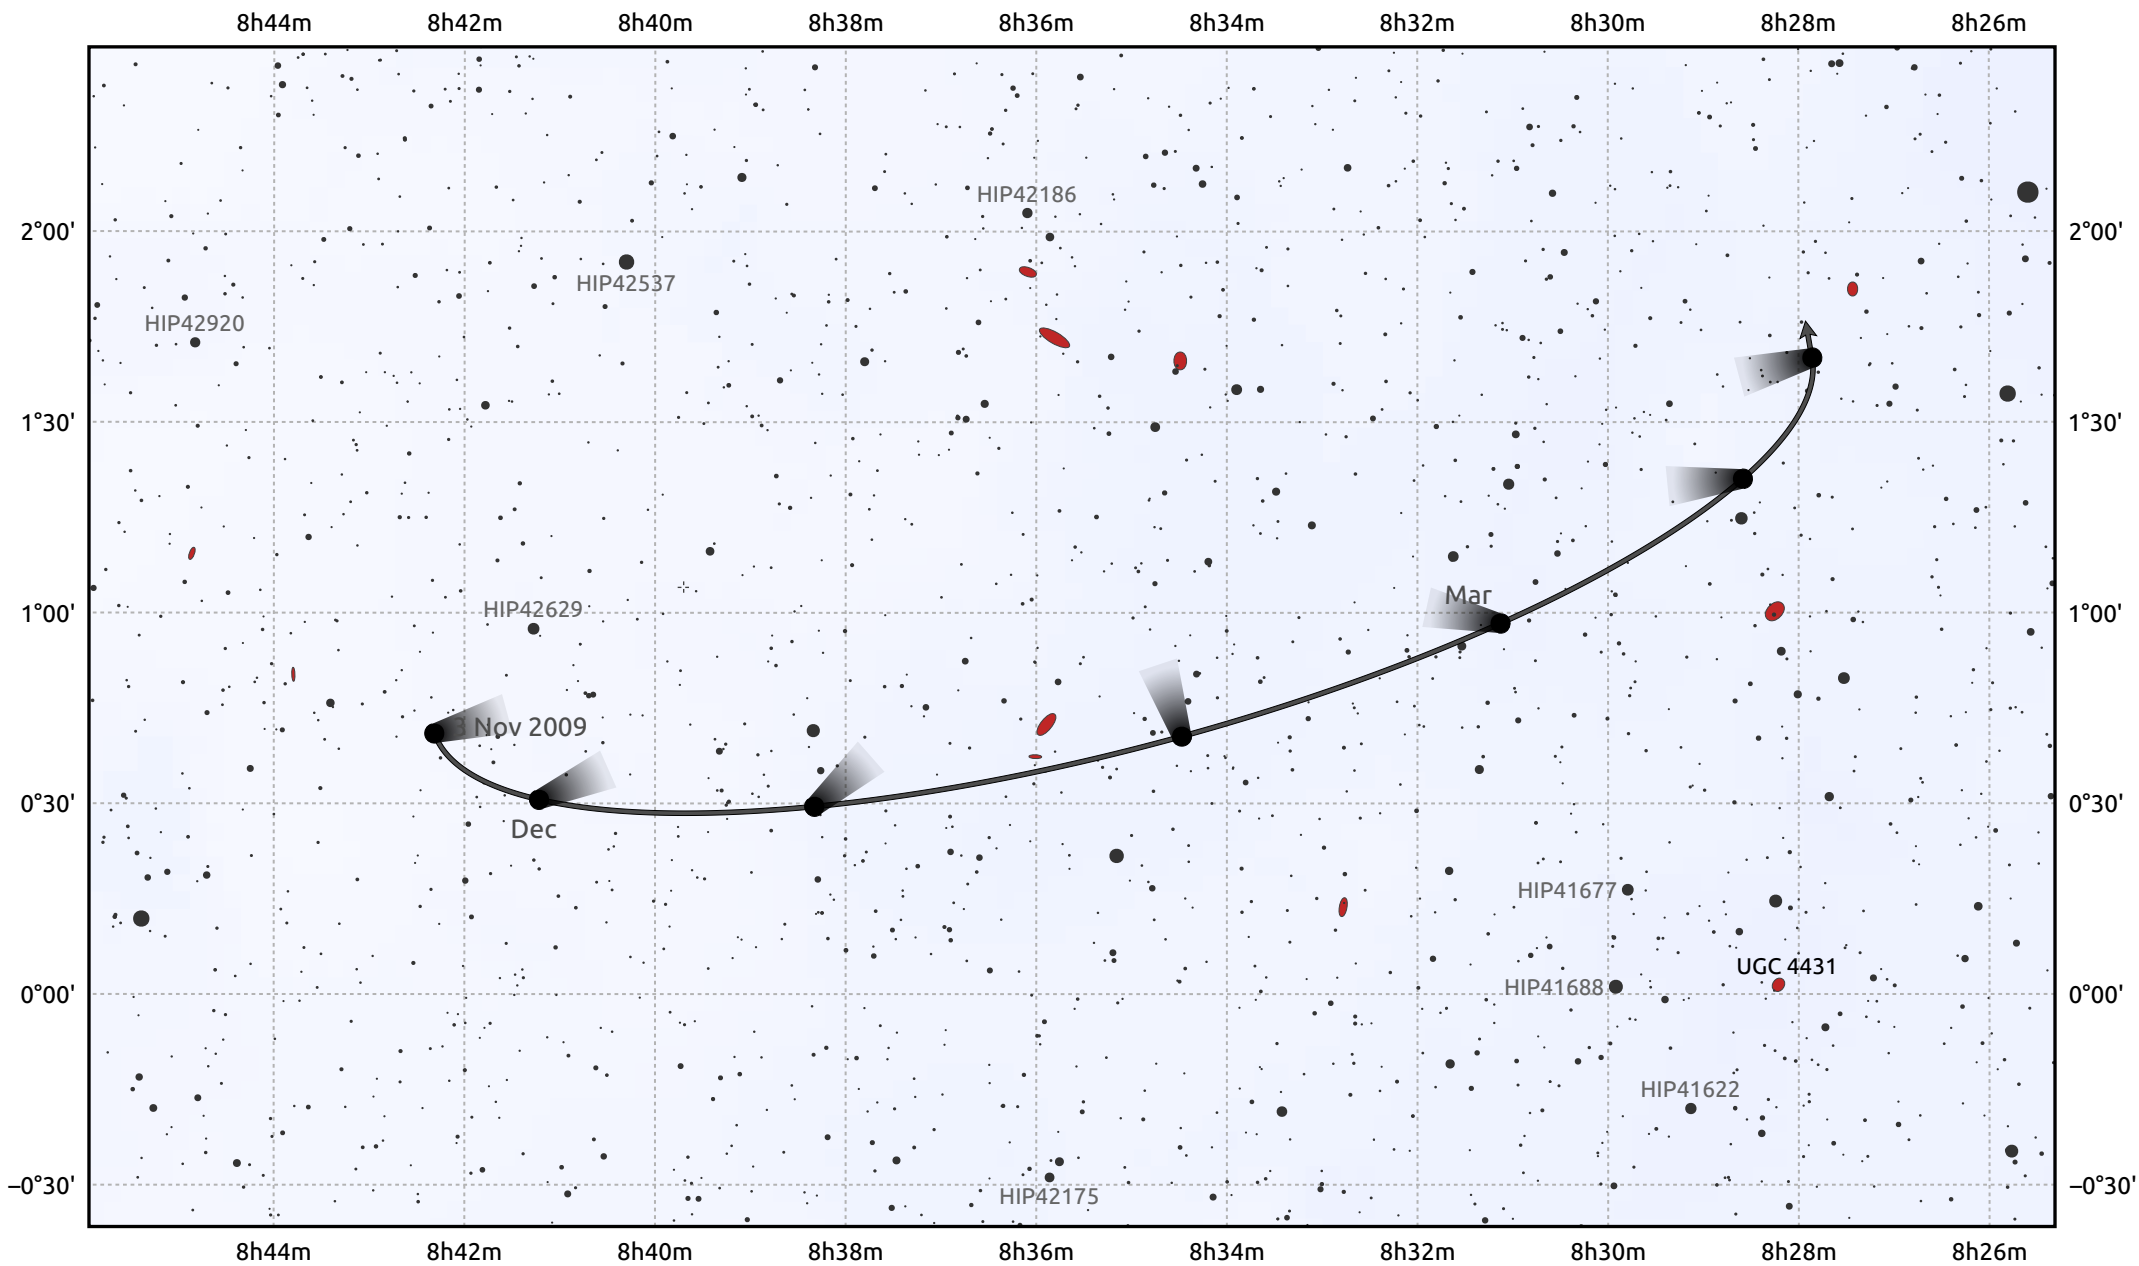 8h44m 8h42m 8h40m 8h38m 8h36m 8h34m 8h32m 8h30m 8h28m 8h26m
HIP42186
2°00' 2°00'
HIP42537
HIP42920
1°30' 1°30'
Mar
HIP42629
1°00' 1°00'
Nov 2009
0°30' 0°30'
Dec
HIP41677
UGC 4431
HIP41688
0°00' 0°00'
HIP41622
−0°30' −0°30'
HIP42175
8h44m 8h42m 8h40m 8h38m 8h36m 8h34m 8h32m 8h30m 8h28m 8h26m